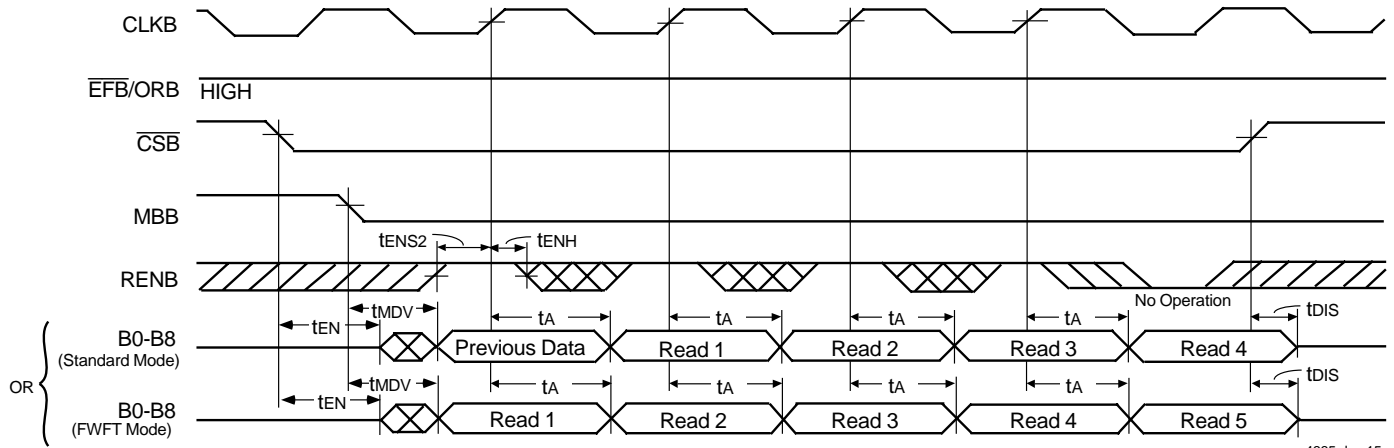 CLKB
EFB/ORB HIGH
CSB
MBB
tENS2 tENH
RENB
No Operation
tMDV
tEN tA tA tA tA tDIS
B0-B8
(Standard Mode)
Previous Data Read 1 Read 2 Read 3 Read 4
OR
tMDV
tEN tA tA tA tA tDIS
B0-B8
(FWFT Mode)
Read 1 Read 2 Read 3 Read 4 Read 5